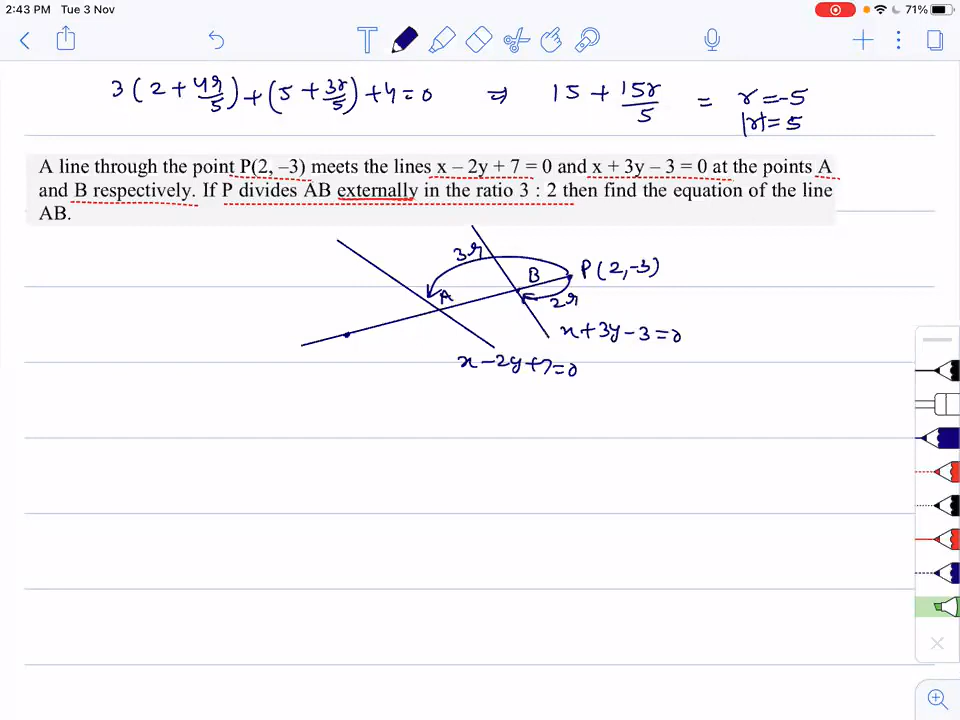 2:43 PM Tue 3 Nov
71%
T
3 ( 2 + 4r/5 ) + ( 5 + 3r/5 ) + 4 = 0 ⇒ 15 + 15r/5 = r = -5
|r| = 5
A line through the point P(2, –3) meets the lines x – 2y + 7 = 0 and x + 3y – 3 = 0 at the points A
and B respectively. If P divides AB externally in the ratio 3 : 2 then find the equation of the line
AB.
3r
B P(2,-3)
A 2r
x+3y-3=0
x-2y+7=0